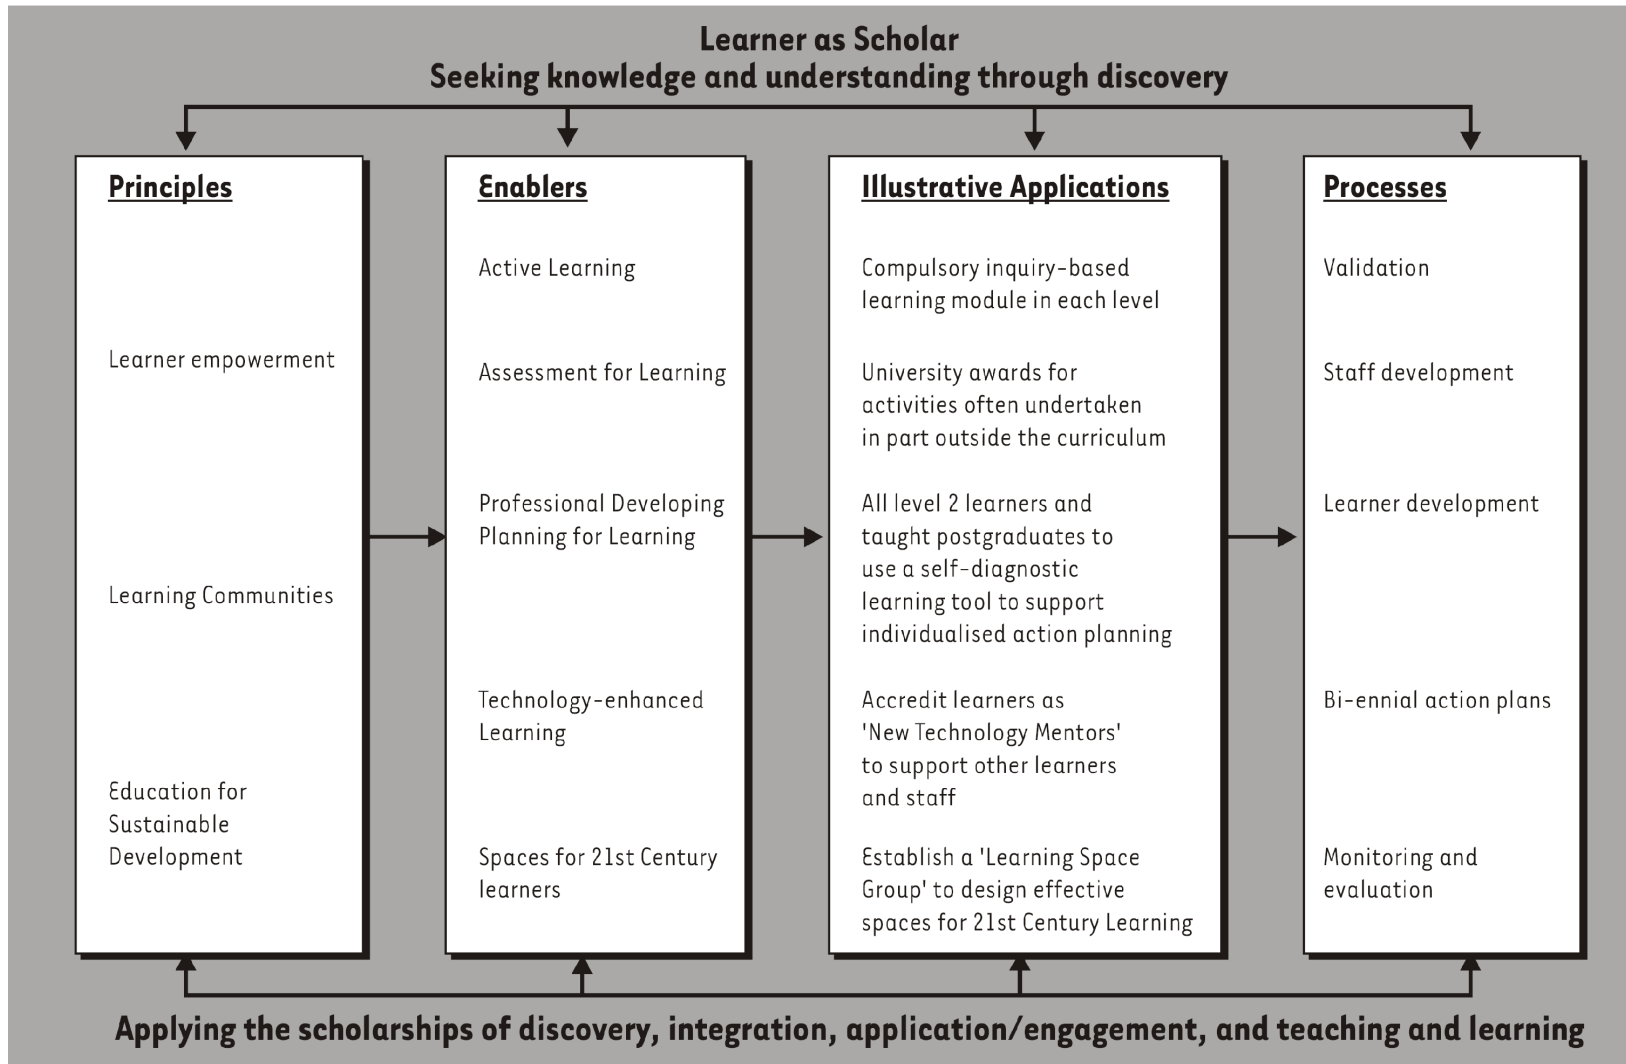 Learner as Scholar
Seeking knowledge and understanding through discovery
Principles
Learner empowerment
Learning Communities
Education for
Sustainable
Development
Enablers
Active Learning
Assessment for Learning
Professional Developing
Planning for Learning
Technology-enhanced
Learning
Spaces for 21st Century
learners
Illustrative Applications
Compulsory inquiry-based
learning module in each level
University awards for
activities often undertaken
in part outside the curriculum
All level 2 learners and
taught postgraduates to
use a self-diagnostic
learning tool to support
individualised action planning
Accredit learners as
'New Technology Mentors'
to support other learners
and staff
Establish a 'Learning Space
Group' to design effective
spaces for 21st Century Learning
Processes
Validation
Staff development
Learner development
Bi-ennial action plans
Monitoring and
evaluation
Applying the scholarships of discovery, integration, application/engagement, and teaching and learning